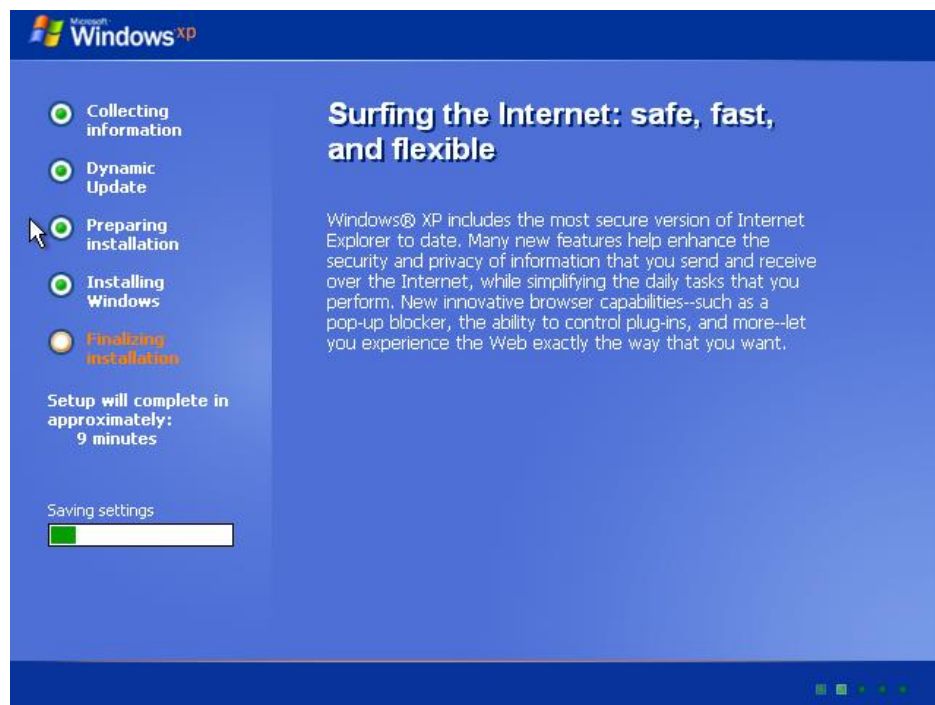 Microsoft
Windows xp
Collecting
information
Dynamic
Update
Preparing
installation
Installing
Windows
Finalizing
installation
Setup will complete in
approximately:
9 minutes
Saving settings
Surfing the Internet: safe, fast,
and flexible
Windows® XP includes the most secure version of Internet
Explorer to date. Many new features help enhance the
security and privacy of information that you send and receive
over the Internet, while simplifying the daily tasks that you
perform. New innovative browser capabilities--such as a
pop-up blocker, the ability to control plug-ins, and more--let
you experience the Web exactly the way that you want.